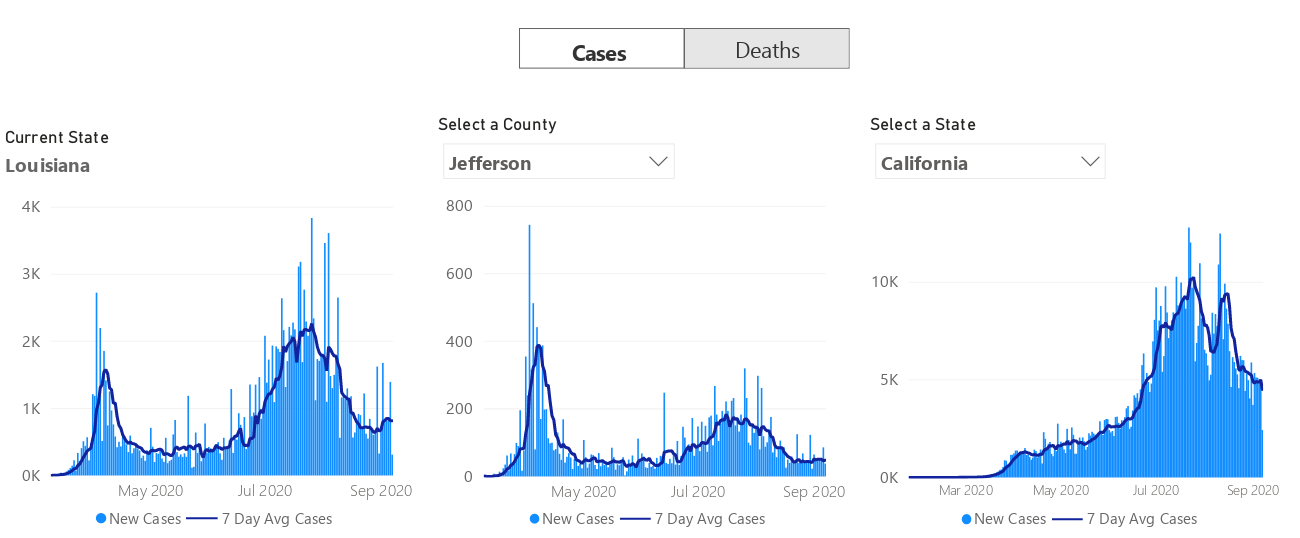 Cases Deaths
Current State
Louisiana
4K
3K
2K
1K
0K
May 2020 Jul 2020 Sep 2020
New Cases 7 Day Avg Cases
Select a County
Jefferson
800
600
400
200
0
May 2020 Jul 2020 Sep 2020
New Cases 7 Day Avg Cases
Select a State
California
10K
5K
0K
Mar 2020 May 2020 Jul 2020 Sep 2020
New Cases 7 Day Avg Cases